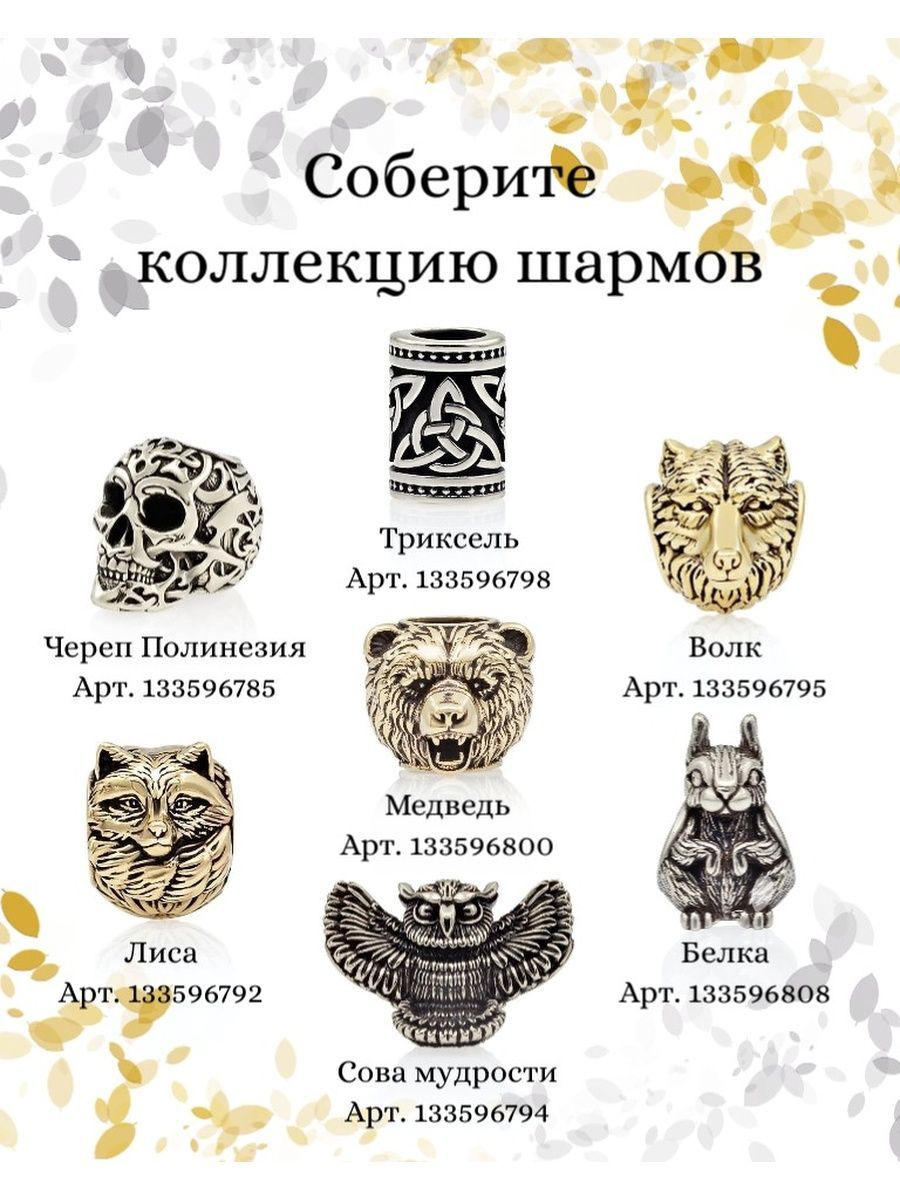 Соберите
коллекцию шармов
Триксель
Арт. 133596798
Череп Полинезия
Арт. 133596785
Волк
Арт. 133596795
Медведь
Арт. 133596800
Лиса
Арт. 133596792
Белка
Арт. 133596808
Сова мудрости
Арт. 133596794